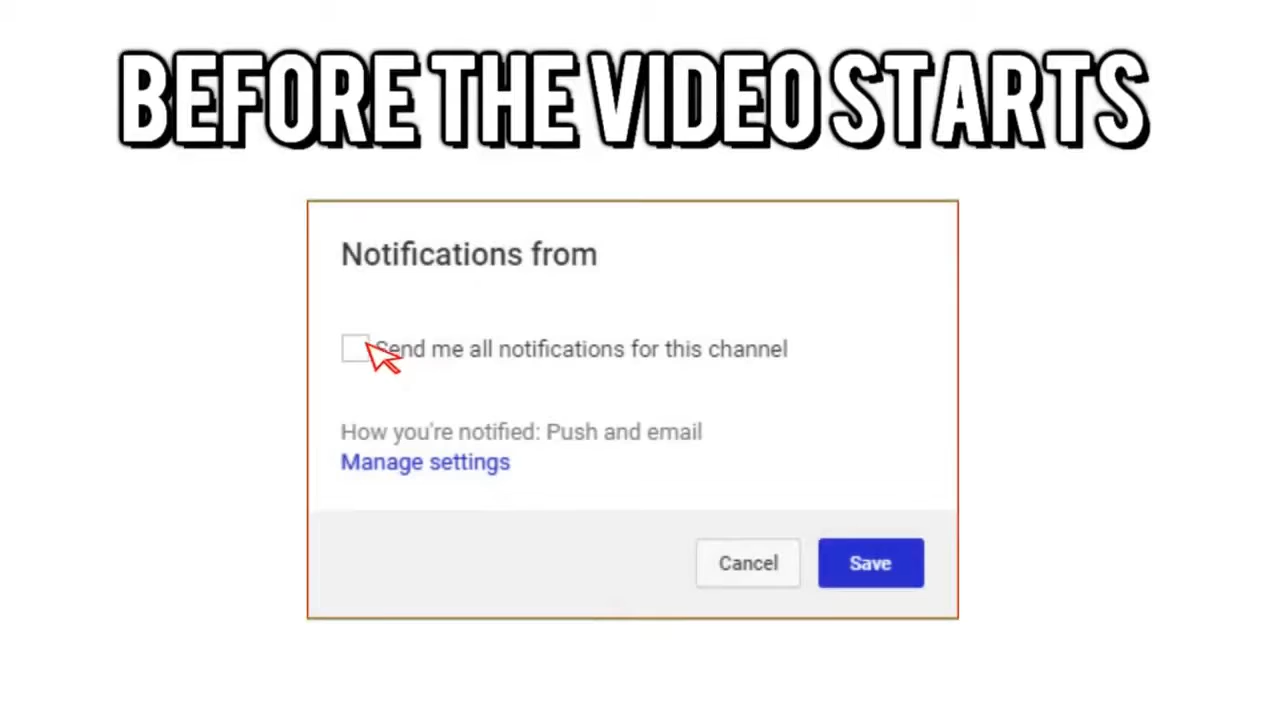 BEFORE THE VIDEO STARTS
Notifications from
Send me all notifications for this channel
How you're notified: Push and email
Manage settings
Cancel Save